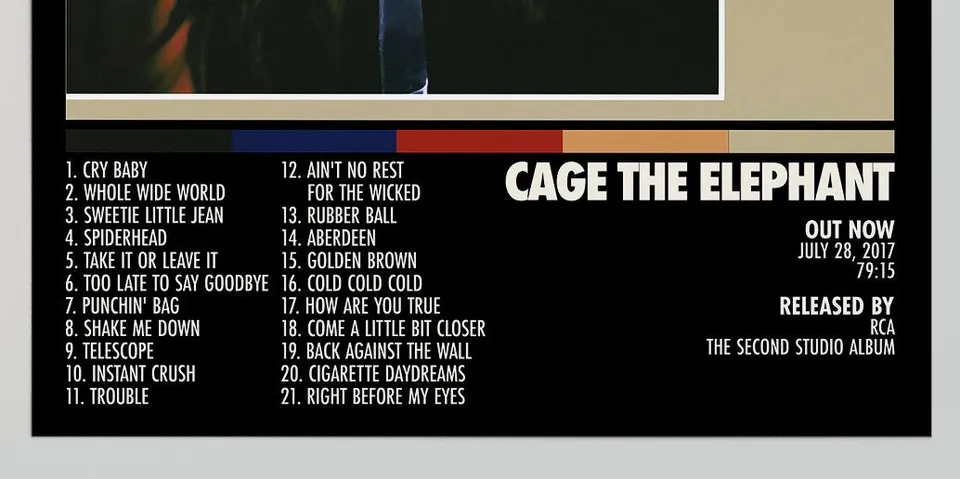 1. CRY BABY
2. WHOLE WIDE WORLD
3. SWEETIE LITTLE JEAN
4. SPIDERHEAD
5. TAKE IT OR LEAVE IT
6. TOO LATE TO SAY GOODBYE
7. PUNCHIN' BAG
8. SHAKE ME DOWN
9. TELESCOPE
10. INSTANT CRUSH
11. TROUBLE
12. AIN'T NO REST
FOR THE WICKED
13. RUBBER BALL
14. ABERDEEN
15. GOLDEN BROWN
16. COLD COLD COLD
17. HOW ARE YOU TRUE
18. COME A LITTLE BIT CLOSER
19. BACK AGAINST THE WALL
20. CIGARETTE DAYDREAMS
21. RIGHT BEFORE MY EYES
CAGE THE ELEPHANT
OUT NOW
JULY 28, 2017
79:15
RELEASED BY
RCA
THE SECOND STUDIO ALBUM